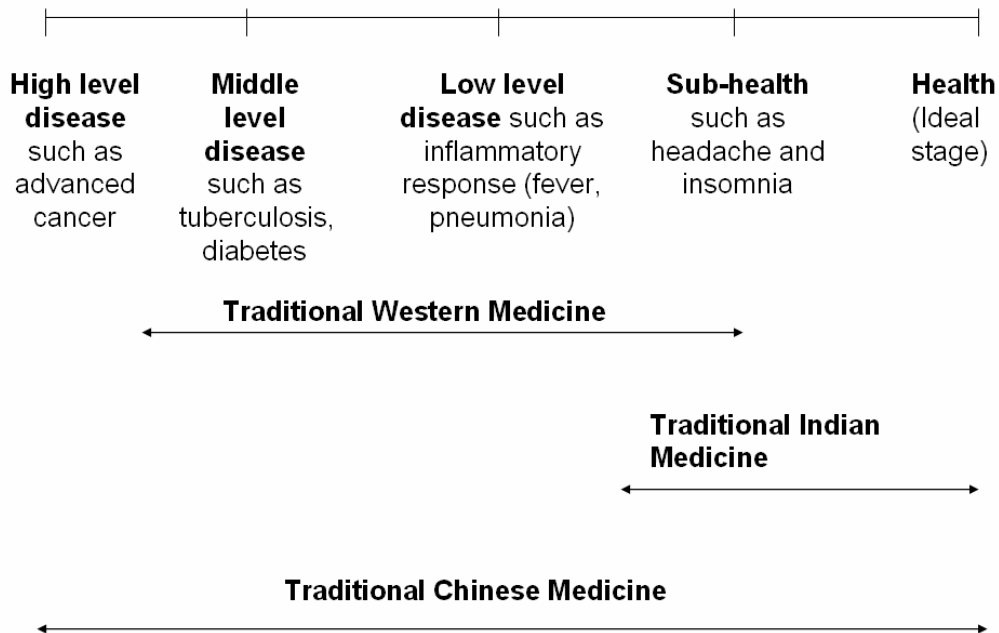 High level
disease
such as
advanced
cancer
Middle
level
disease
such as
tuberculosis,
diabetes
Low level
disease such as
inflammatory
response (fever,
pneumonia)
Sub-health
such as
headache and
insomnia
Health
(Ideal
stage)
Traditional Western Medicine
Traditional Indian
Medicine
Traditional Chinese Medicine